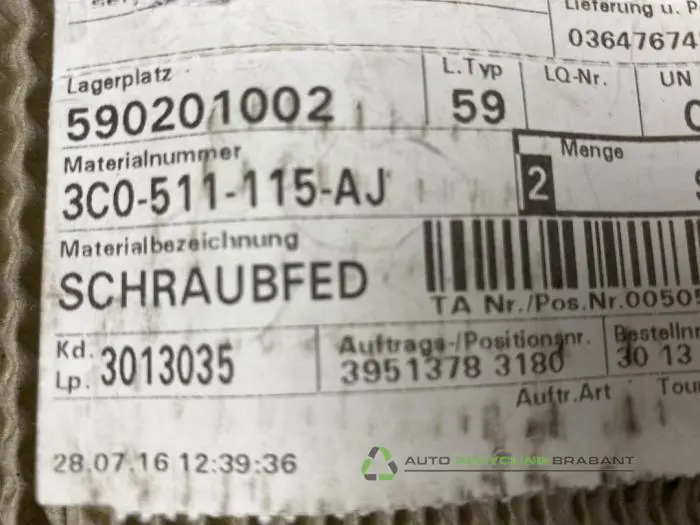 Lieferung u. P
03647674
Lagerplatz
590201002
L.Typ
59
LQ-Nr.
UN
Materialnummer
3C0-511-115-AJ
2
Menge
Materialbezeichnung
SCHRAUBFED
TA Nr./Pos.Nr.00505
Kd.
Lp. 3013035
Auftrags-/Positionsnr.
3951378 3180
Bestellnr
30 13
Auftr.Art
Tou
28.07.16 12:39:36
AUTO RECYCLING BRABANT